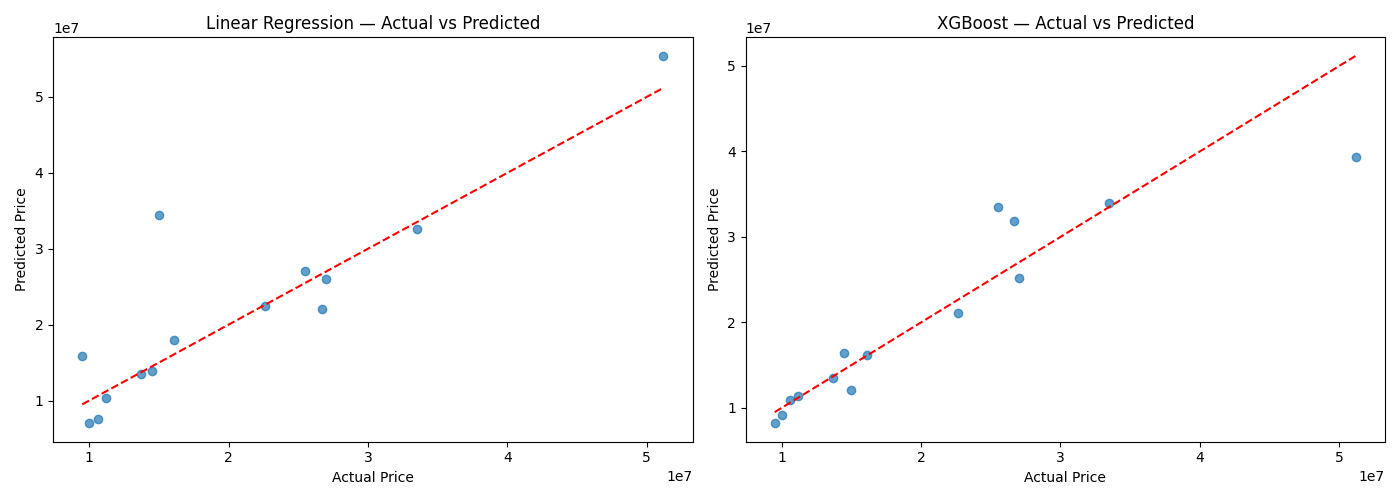 Linear Regression — Actual vs Predicted
1e7
5
4
3
2
1
Predicted Price
1 2 3 4 5
Actual Price
1e7
XGBoost — Actual vs Predicted
1e7
5
4
3
2
1
Predicted Price
1 2 3 4 5
Actual Price
1e7